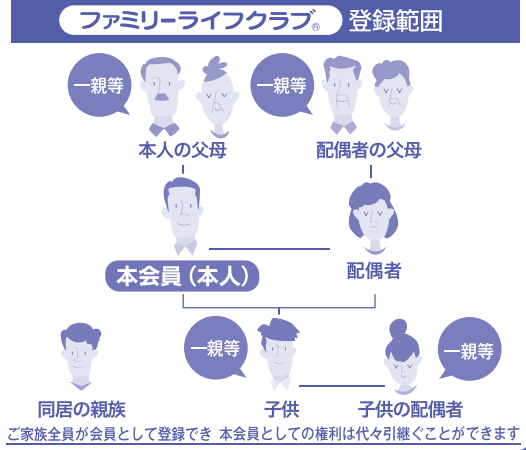 ファミリーライフクラブ® 登録範囲
一親等
一親等
本人の父母
配偶者の父母
本会員（本人）
配偶者
一親等
一親等
同居の親族
子供
子供の配偶者
ご家族全員が会員として登録でき 本会員としての権利は代々引継ぐことができます